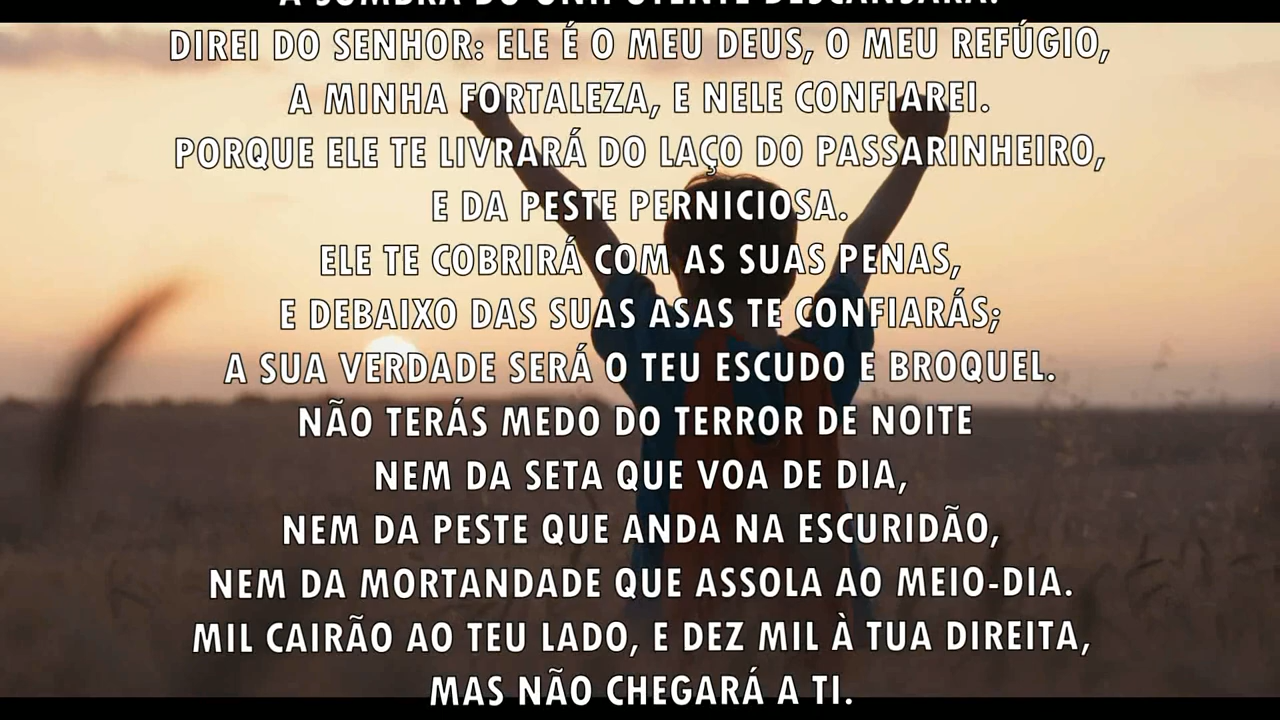 DIREI DO SENHOR: ELE É O MEU DEUS, O MEU REFÚGIO,
A MINHA FORTALEZA, E NELE CONFIAREI.
PORQUE ELE TE LIVRARÁ DO LAÇO DO PASSARINHEIRO,
E DA PESTE PERNICIOSA.
ELE TE COBRIRÁ COM AS SUAS PENAS,
E DEBAIXO DAS SUAS ASAS TE CONFIARÁS;
A SUA VERDADE SERÁ O TEU ESCUDO E BROQUEL.
NÃO TERÁS MEDO DO TERROR DE NOITE
NEM DA SETA QUE VOA DE DIA,
NEM DA PESTE QUE ANDA NA ESCURIDÃO,
NEM DA MORTANDADE QUE ASSOLA AO MEIO-DIA.
MIL CAIRÃO AO TEU LADO, E DEZ MIL À TUA DIREITA,
MAS NÃO CHEGARÁ A TI.